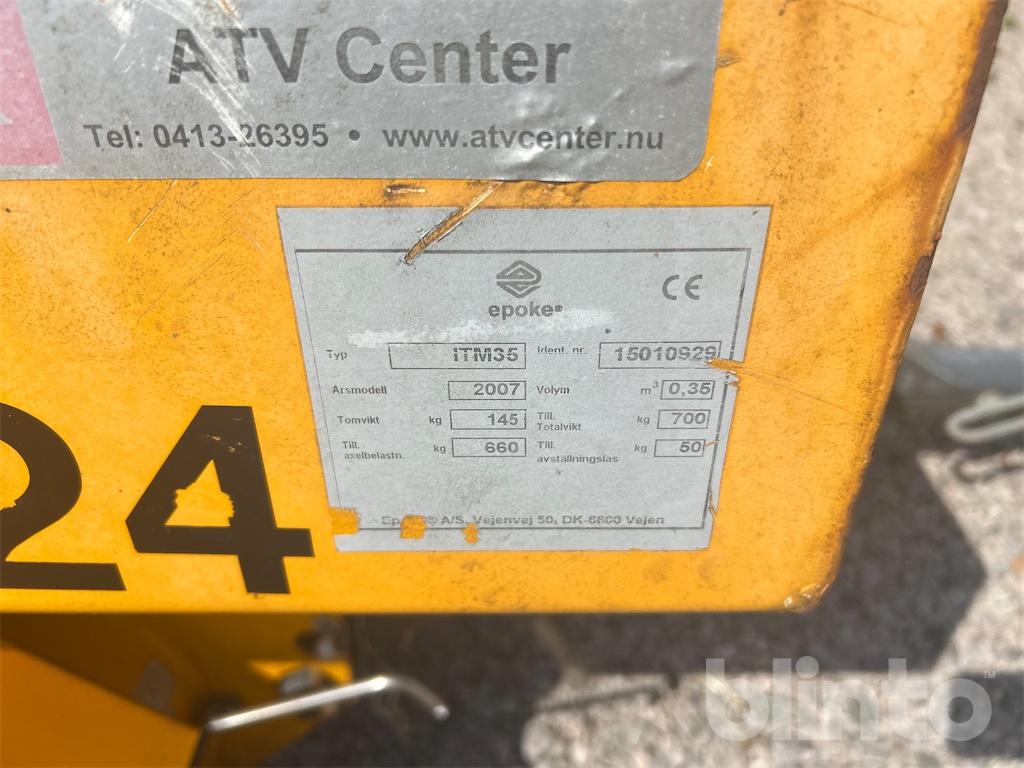 ATV Center
Tel: 0413-26395 • www.atvcenter.nu
epoke®
CE
Typ ITM35 Ident. nr. 15010929
Årsmodell 2007 Volym m³ 0,35
Tomvikt kg 145 Till. Totalvikt kg 700
Till. axelbelastn. kg 660 Till. avställningslas kg 50
Epoke® A/S, Vejenvej 50, DK-6600 Vejen
24
blinto™